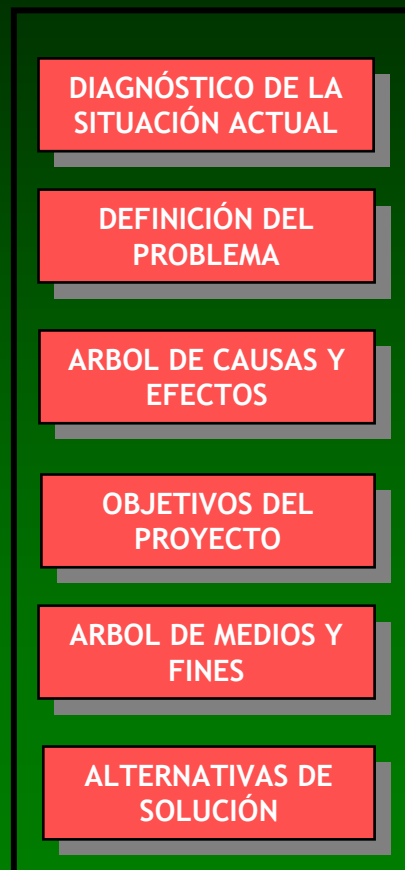 DIAGNÓSTICO DE LA
SITUACIÓN ACTUAL
DEFINICIÓN DEL
PROBLEMA
ARBOL DE CAUSAS Y
EFECTOS
OBJETIVOS DEL
PROYECTO
ARBOL DE MEDIOS Y
FINES
ALTERNATIVAS DE
SOLUCIÓN